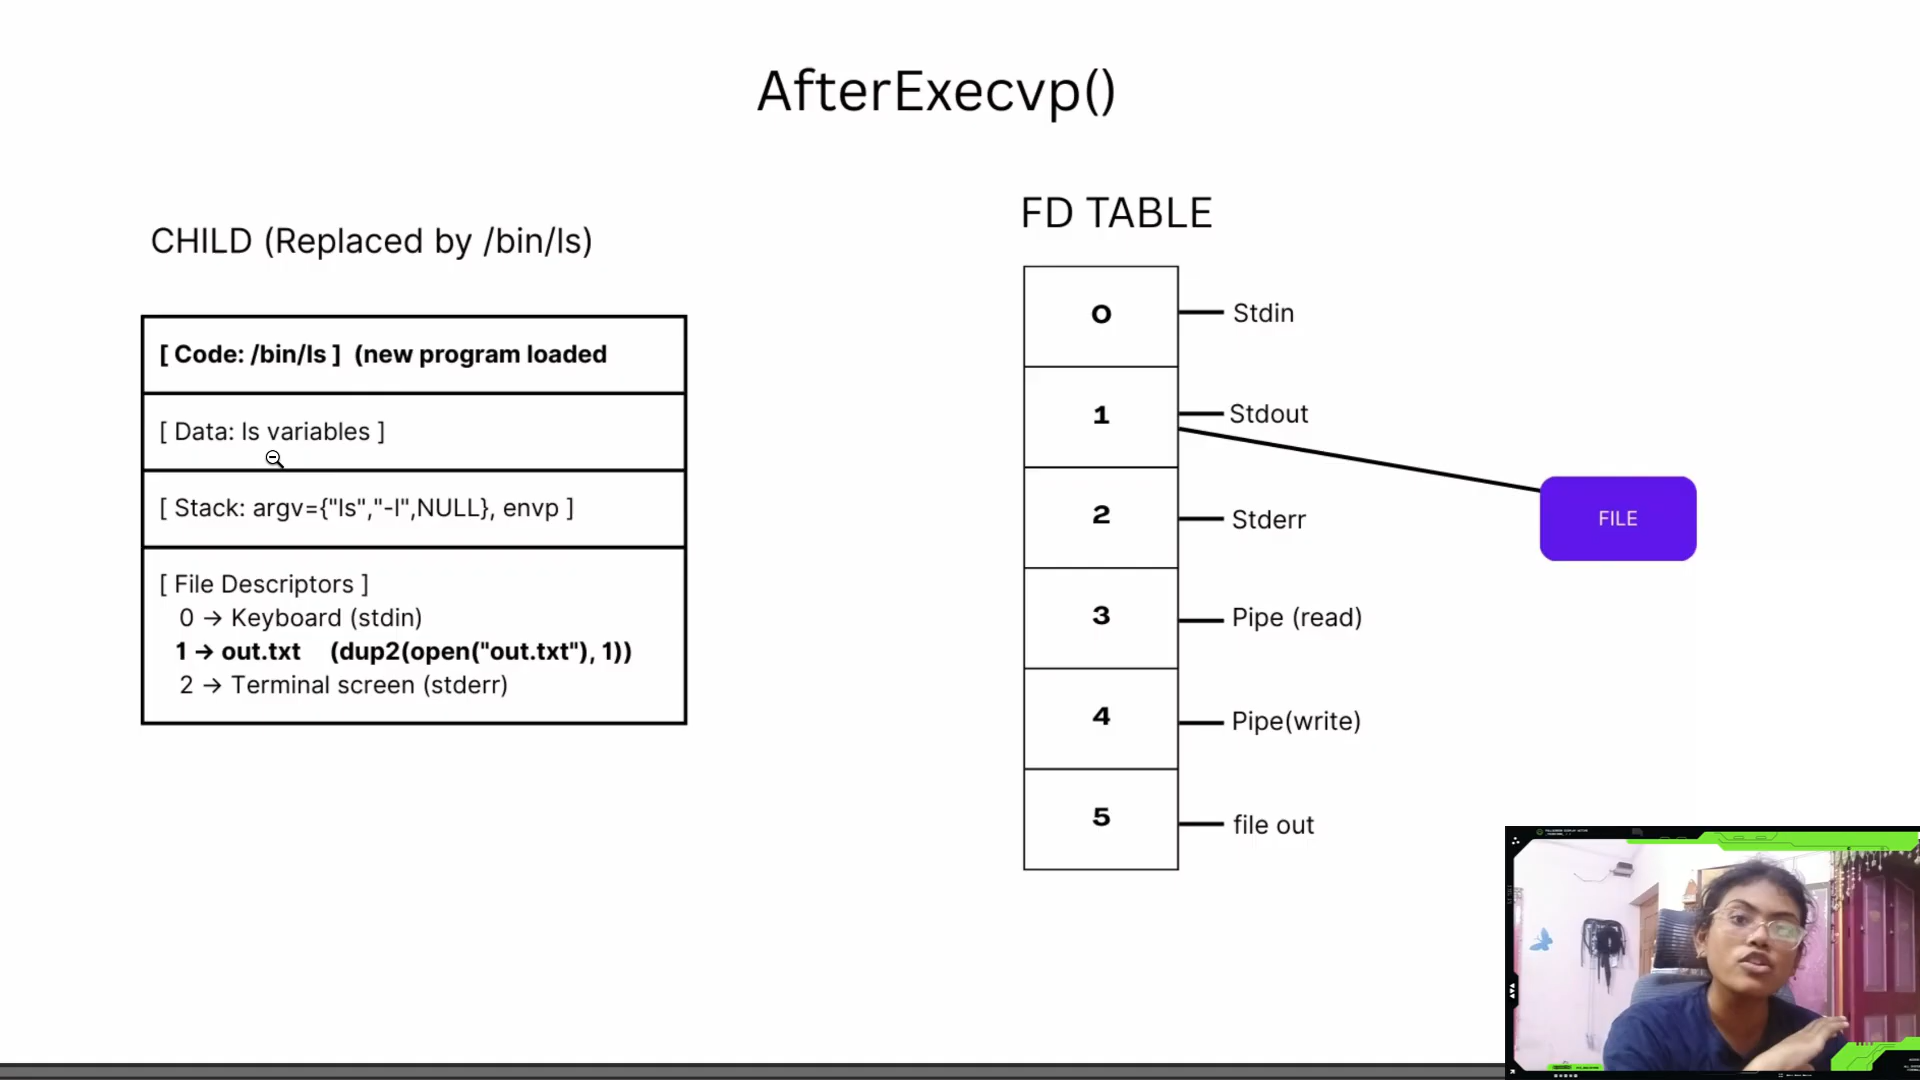 AfterExecvp()
CHILD (Replaced by /bin/ls)
[ Code: /bin/ls ]  (new program loaded
[ Data: ls variables ]
[ Stack: argv={"ls","-l",NULL}, envp ]
[ File Descriptors ]
0 → Keyboard (stdin)
1 → out.txt (dup2(open("out.txt"), 1))
2 → Terminal screen (stderr)
FD TABLE
0 Stdin
1 Stdout
2 Stderr
3 Pipe (read)
4 Pipe(write)
5 file out
FILE